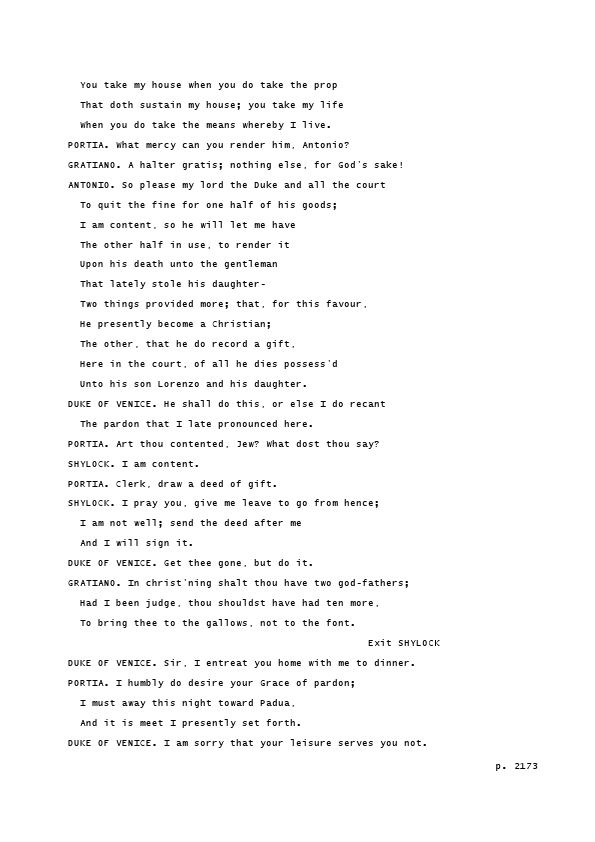 You take my house when you do take the prop
That doth sustain my house; you take my life
When you do take the means whereby I live.
PORTIA. What mercy can you render him, Antonio?
GRATIANO. A halter gratis; nothing else, for God's sake!
ANTONIO. So please my lord the Duke and all the court
To quit the fine for one half of his goods;
I am content, so he will let me have
The other half in use, to render it
Upon his death unto the gentleman
That lately stole his daughter-
Two things provided more; that, for this favour,
He presently become a Christian;
The other, that he do record a gift,
Here in the court, of all he dies possess'd
Unto his son Lorenzo and his daughter.
DUKE OF VENICE. He shall do this, or else I do recant
The pardon that I late pronounced here.
PORTIA. Art thou contented, Jew? What dost thou say?
SHYLOCK. I am content.
PORTIA. Clerk, draw a deed of gift.
SHYLOCK. I pray you, give me leave to go from hence;
I am not well; send the deed after me
And I will sign it.
DUKE OF VENICE. Get thee gone, but do it.
GRATIANO. In christ'ning shalt thou have two god-fathers;
Had I been judge, thou shouldst have had ten more,
To bring thee to the gallows, not to the font.
Exit SHYLOCK
DUKE OF VENICE. Sir, I entreat you home with me to dinner.
PORTIA. I humbly do desire your Grace of pardon;
I must away this night toward Padua,
And it is meet I presently set forth.
DUKE OF VENICE. I am sorry that your leisure serves you not.
p. 2173